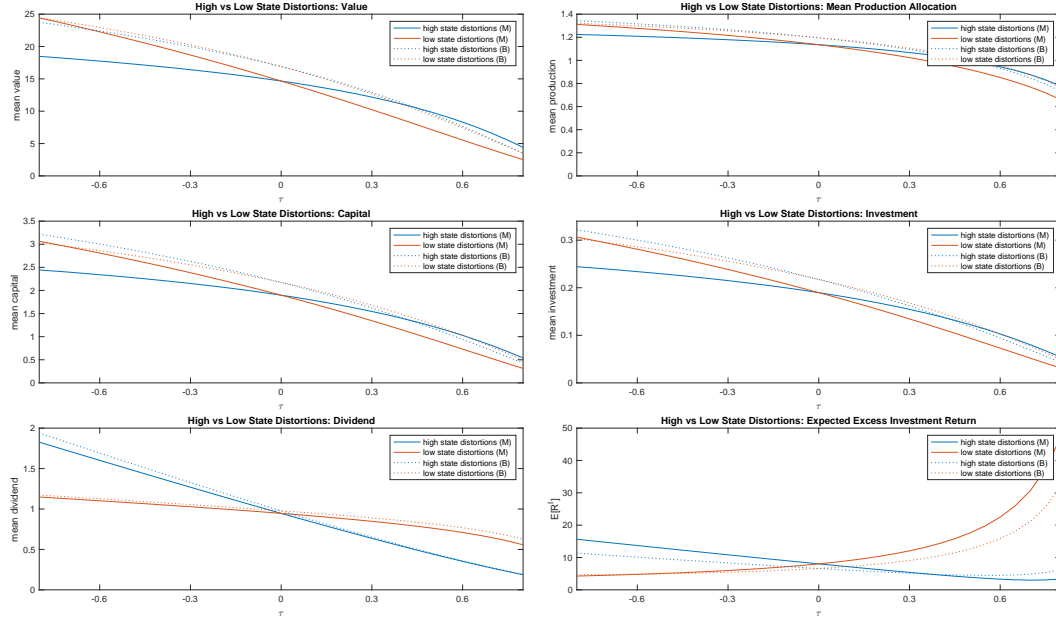 High vs Low State Distortions: Value
mean value
25
20
15
10
5
0
-0.6
-0.3
0
0.3
0.6
τ
high state distortions (M)
low state distortions (M)
high state distortions (B)
low state distortions (B)
High vs Low State Distortions: Mean Production Allocation
mean production
1.4
1.2
1
0.8
0.6
0.4
0.2
0
-0.6
-0.3
0
0.3
0.6
τ
high state distortions (M)
low state distortions (M)
high state distortions (B)
low state distortions (B)
High vs Low State Distortions: Capital
mean capital
3.5
3
2.5
2
1.5
1
0.5
0
-0.6
-0.3
0
0.3
0.6
τ
high state distortions (M)
low state distortions (M)
high state distortions (B)
low state distortions (B)
High vs Low State Distortions: Investment
mean investment
0.3
0.2
0.1
0
-0.6
-0.3
0
0.3
0.6
τ
high state distortions (M)
low state distortions (M)
high state distortions (B)
low state distortions (B)
High vs Low State Distortions: Dividend
mean dividend
2
1.5
1
0.5
0
-0.6
-0.3
0
0.3
0.6
τ
high state distortions (M)
low state distortions (M)
high state distortions (B)
low state distortions (B)
High vs Low State Distortions: Expected Excess Investment Return
E[R^I]
50
40
30
20
10
0
-0.6
-0.3
0
0.3
0.6
τ
high state distortions (M)
low state distortions (M)
high state distortions (B)
low state distortions (B)